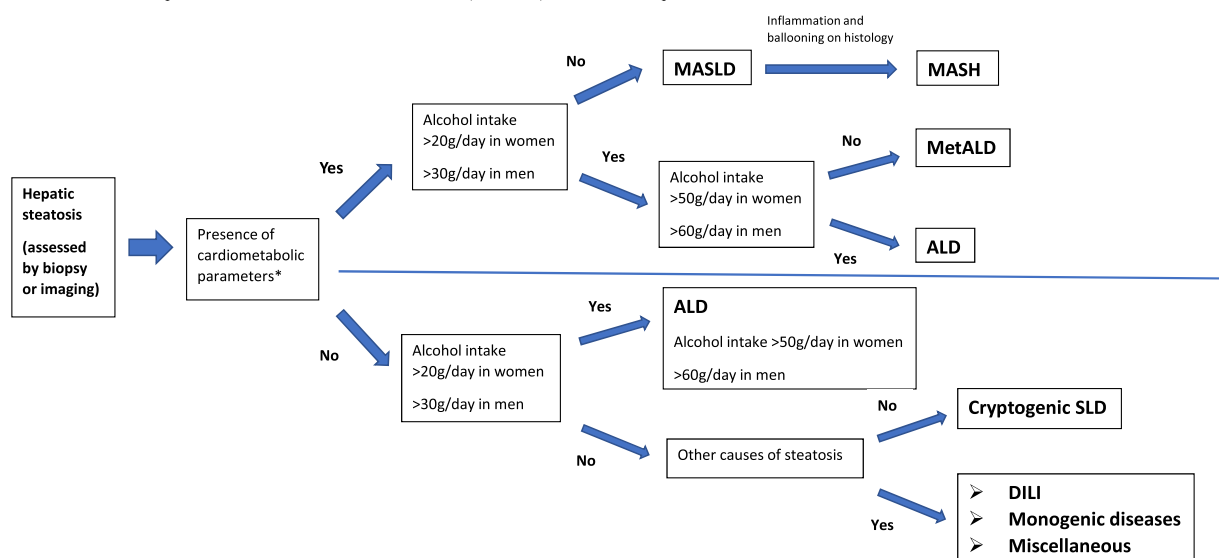 Inflammation and
ballooning on histology
No
MASLD
MASH
Alcohol intake
>20g/day in women
>30g/day in men
Yes
Yes
No
MetALD
Alcohol intake
>50g/day in women
>60g/day in men
Yes
ALD
Hepatic
steatosis
(assessed
by biopsy
or imaging)
Presence of
cardiometabolic
parameters*
No
Alcohol intake
>20g/day in women
>30g/day in men
Yes
ALD
Alcohol intake >50g/day in women
>60g/day in men
No
Other causes of steatosis
No
Cryptogenic SLD
Yes
➢ DILI
➢ Monogenic diseases
➢ Miscellaneous